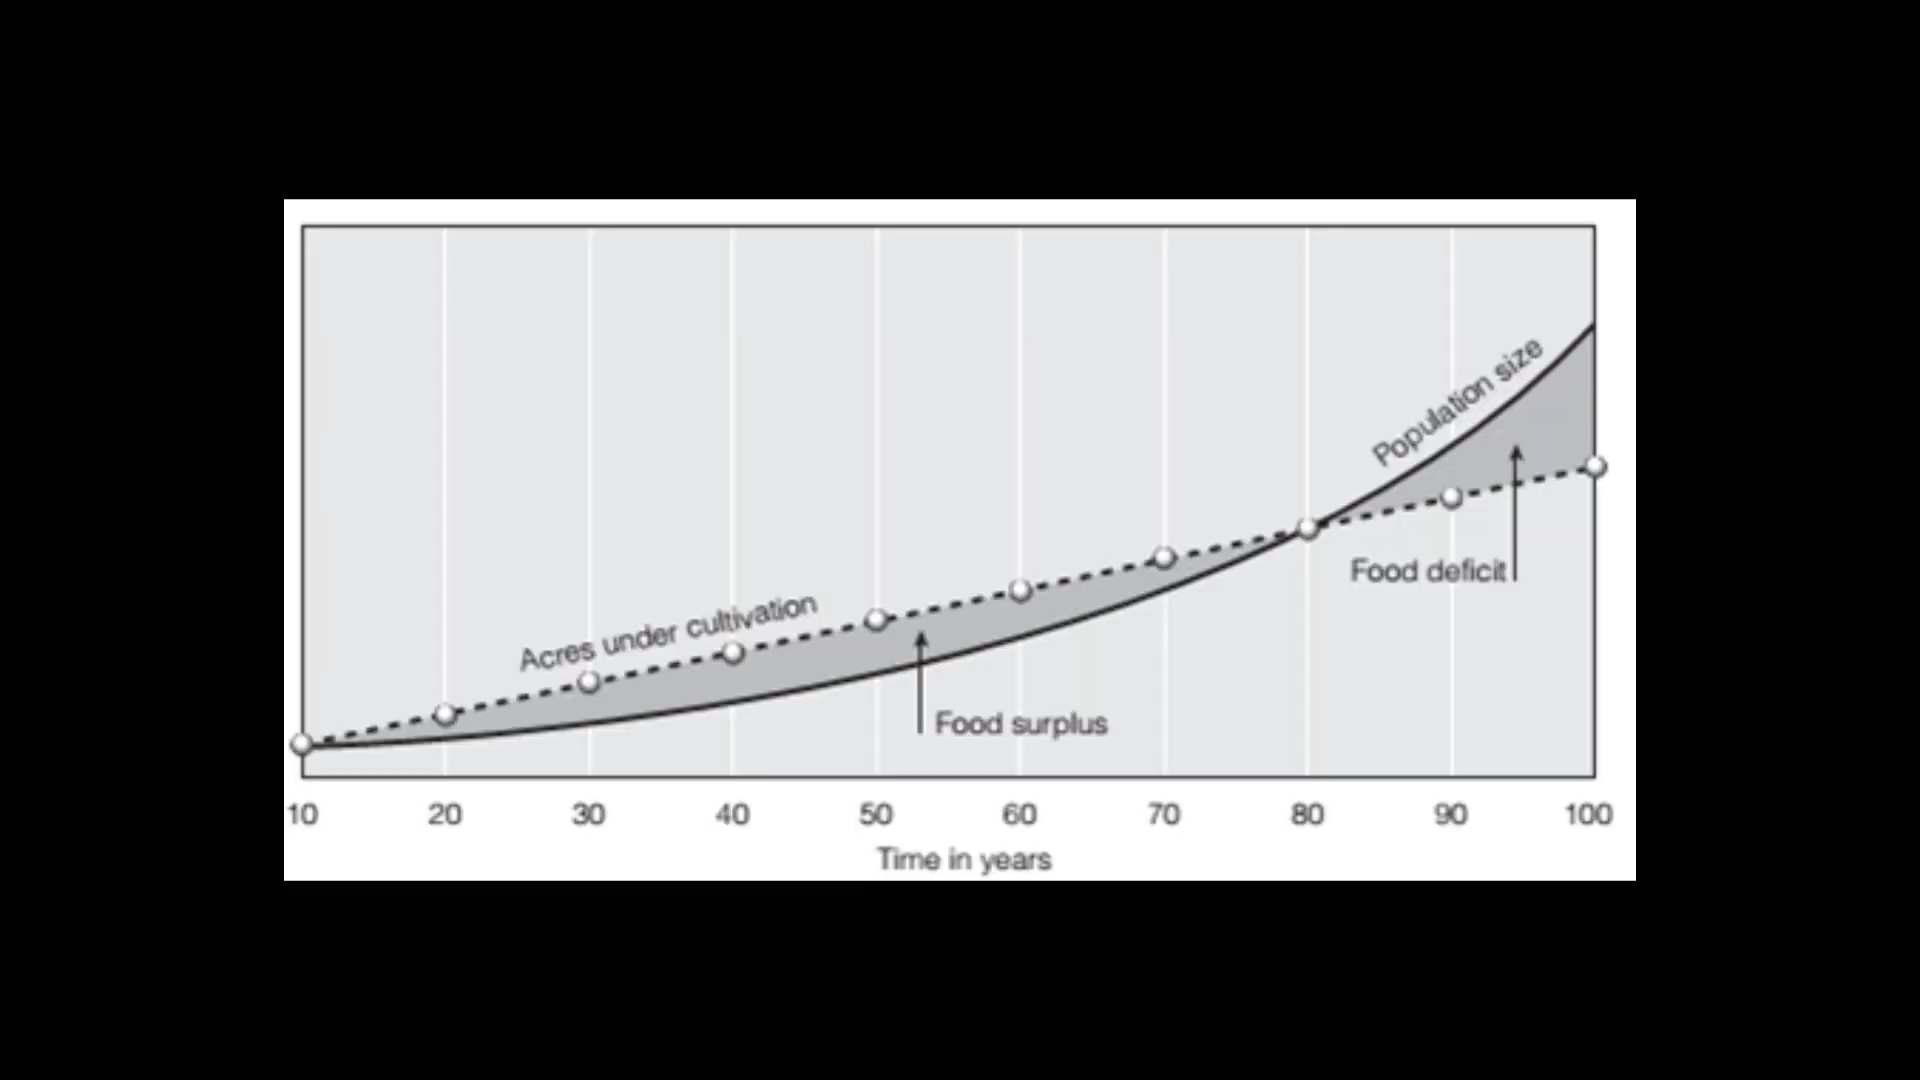 Population size
Food deficit
Acres under cultivation
Food surplus
10 20 30 40 50 60 70 80 90 100
Time in years